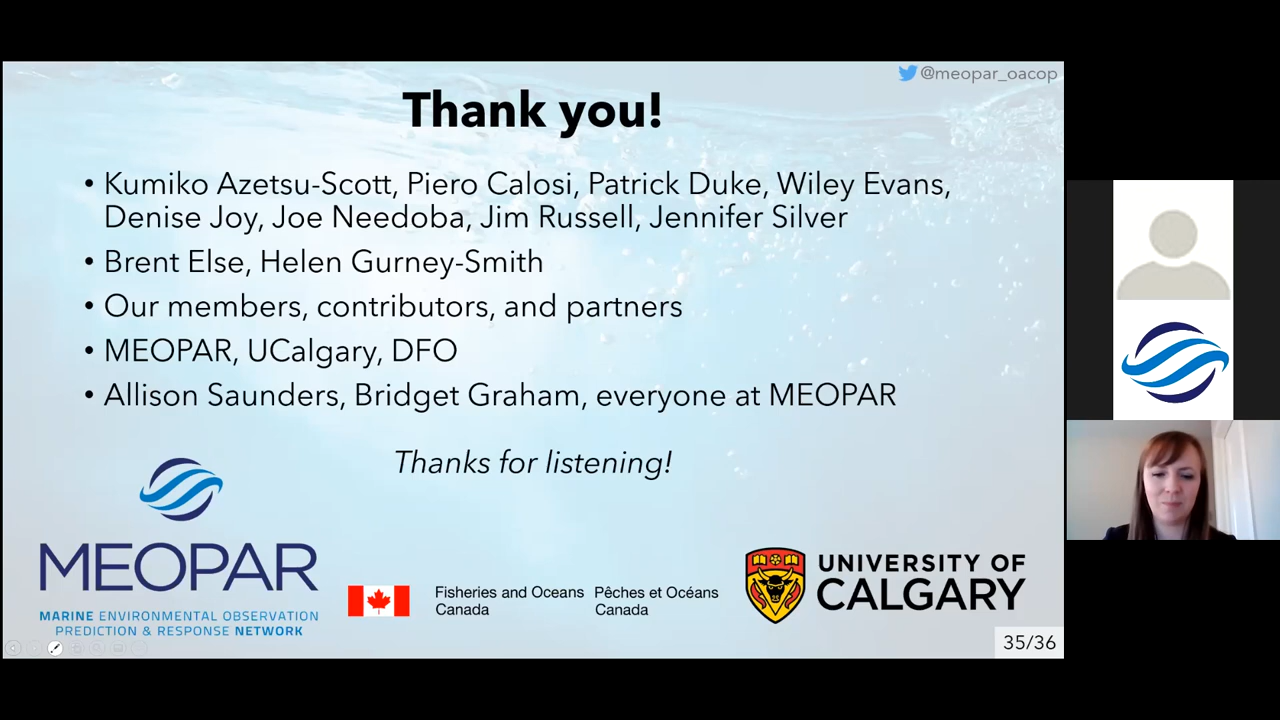 @meopar_oacop
Thank you!
• Kumiko Azetsu-Scott, Piero Calosi, Patrick Duke, Wiley Evans,
Denise Joy, Joe Needoba, Jim Russell, Jennifer Silver
• Brent Else, Helen Gurney-Smith
• Our members, contributors, and partners
• MEOPAR, UCalgary, DFO
• Allison Saunders, Bridget Graham, everyone at MEOPAR
Thanks for listening!
MEOPAR
MARINE ENVIRONMENTAL OBSERVATION
PREDICTION & RESPONSE NETWORK
Fisheries and Oceans
Canada
Pêches et Océans
Canada
UNIVERSITY OF
CALGARY
35/36